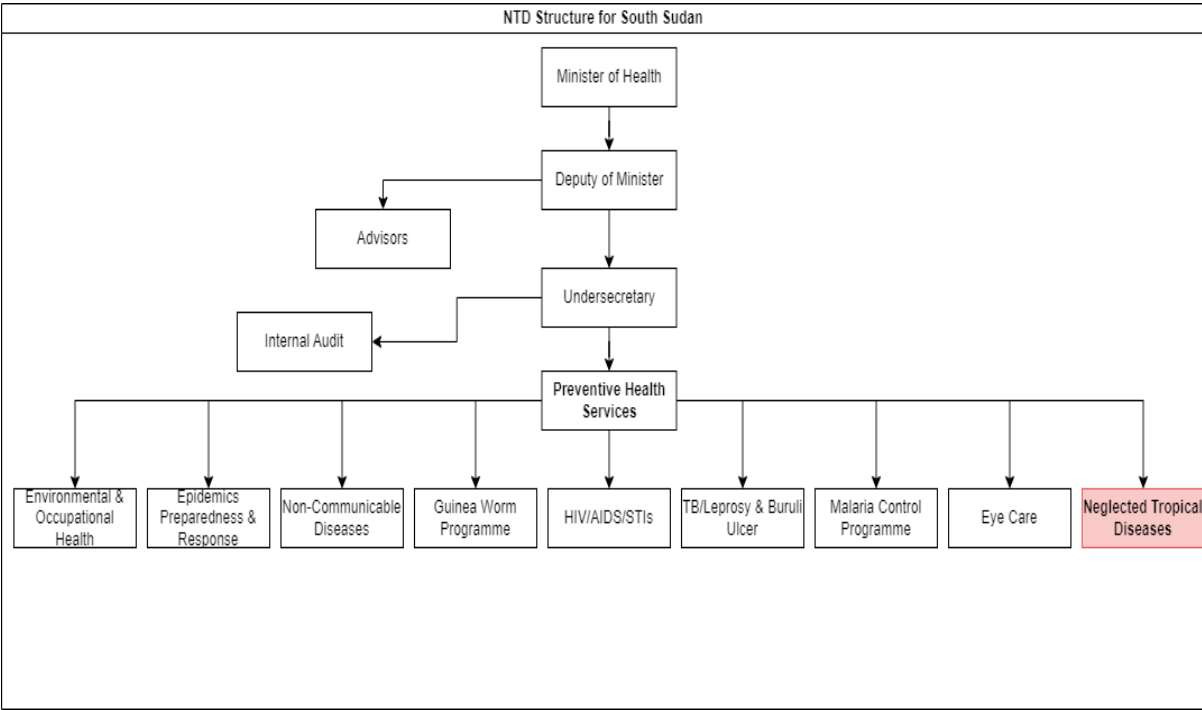 NTD Structure for South Sudan
Minister of Health
Deputy of Minister
Advisors
Undersecretary
Internal Audit
Preventive Health
Services
Environmental &
Occupational
Health
Epidemics
Preparedness &
Response
Non-Communicable
Diseases
Guinea Worm
Programme
HIV/AIDS/STIs
TB/Leprosy & Buruli
Ulcer
Malaria Control
Programme
Eye Care
Neglected Tropical
Diseases